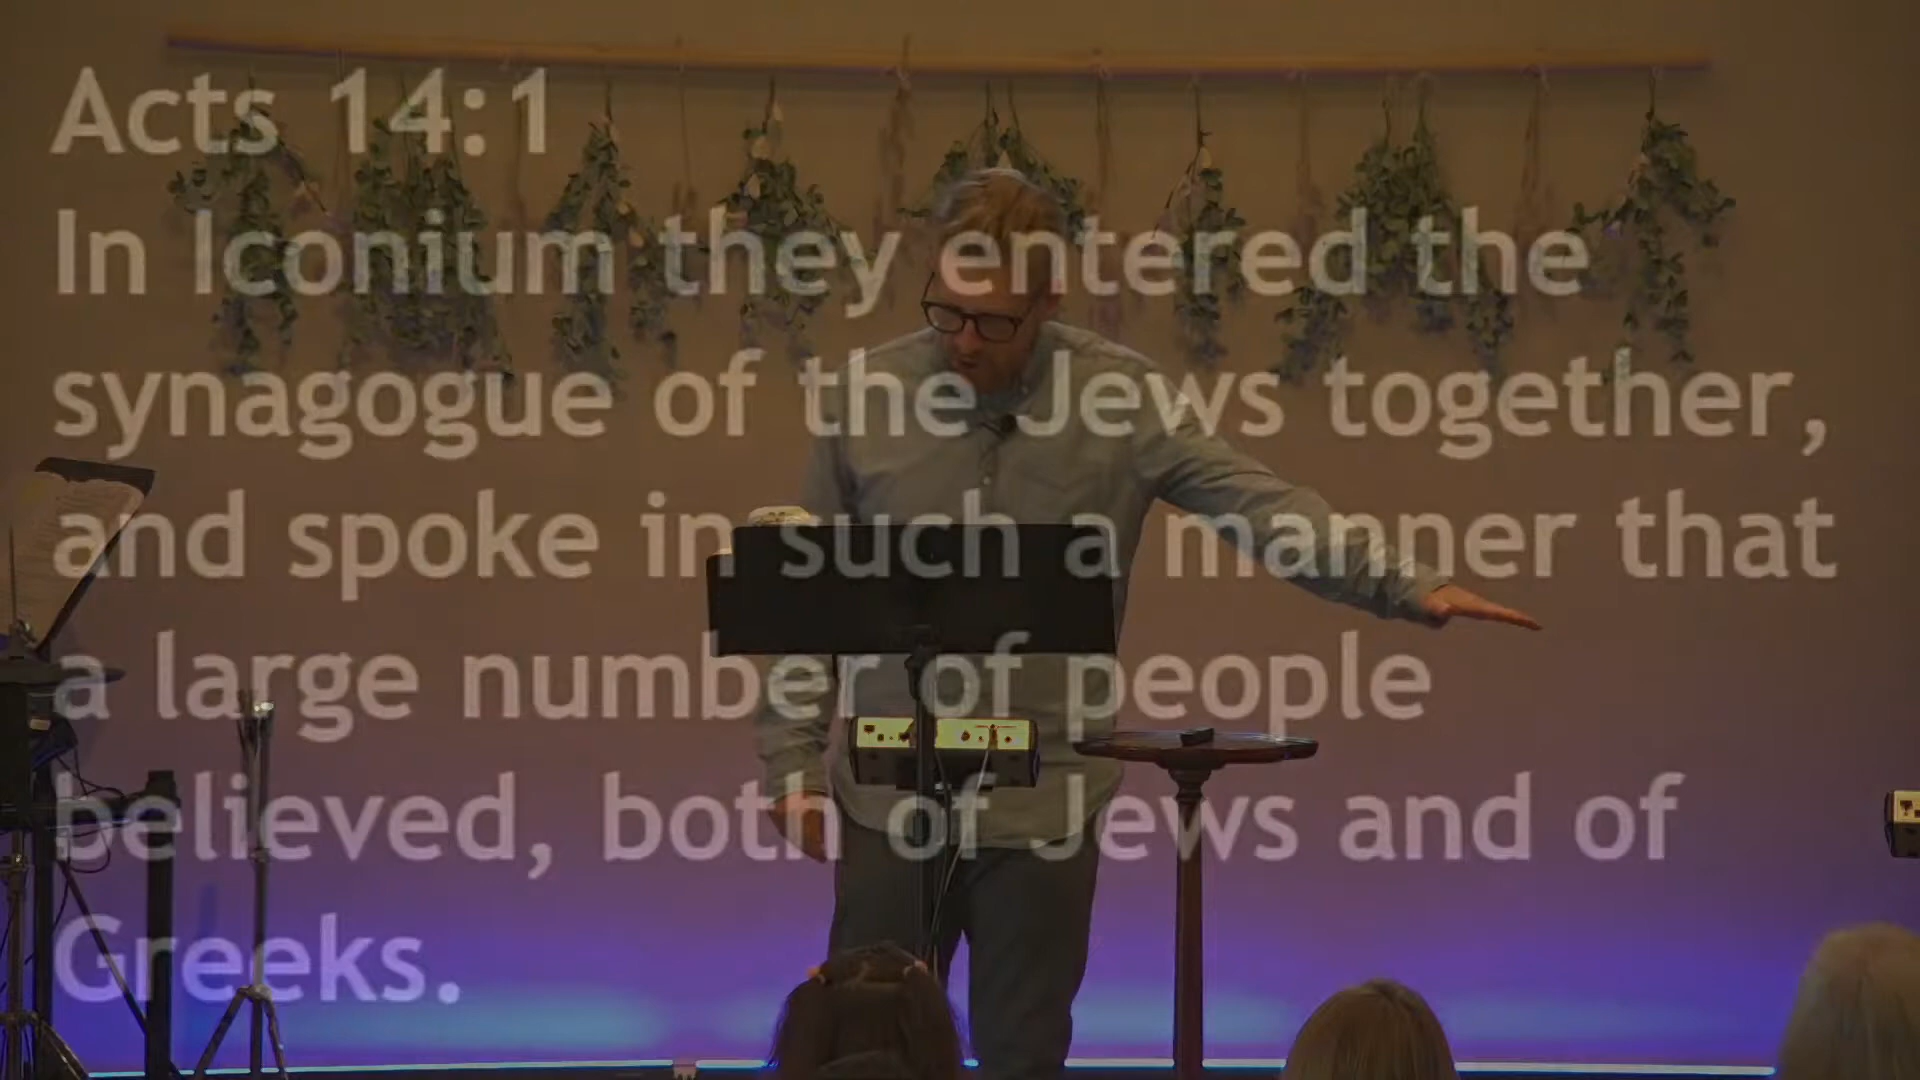 Acts 14:1
In Iconium they entered the
synagogue of the Jews together,
and spoke in such a manner that
a large number of people
believed, both of Jews and of
Greeks.